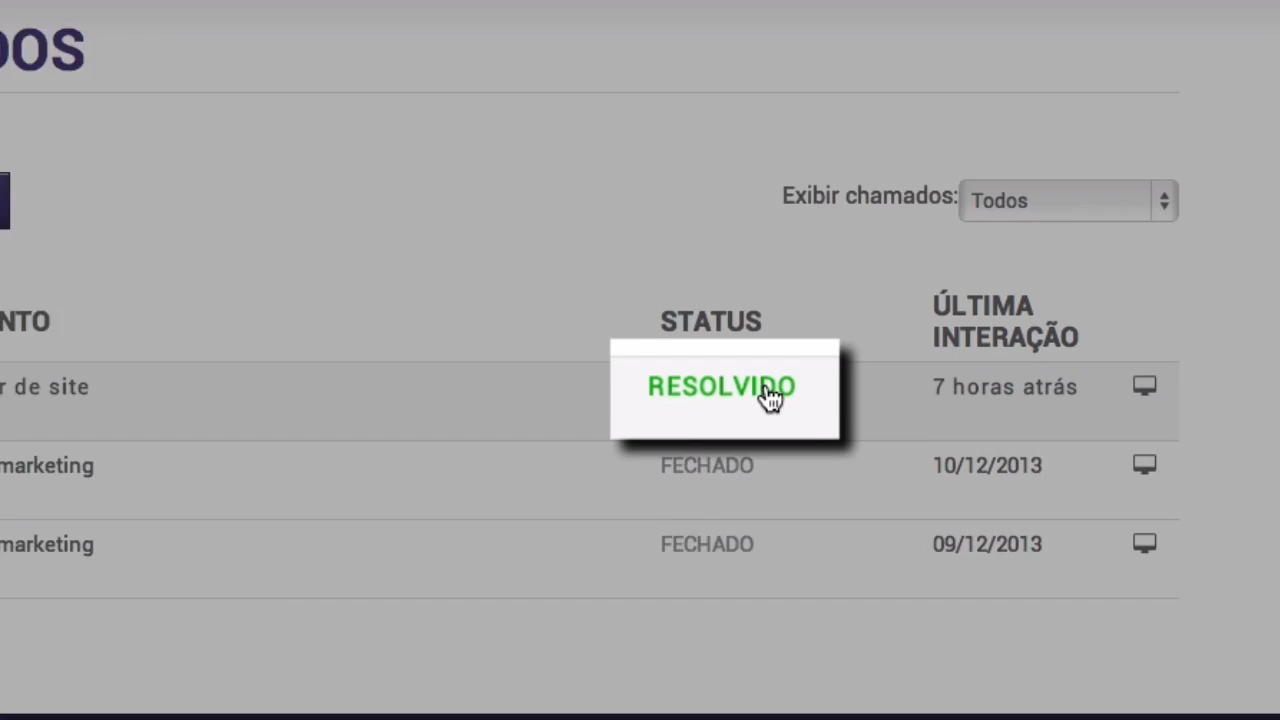 DOS
Exibir chamados: Todos
NTO STATUS ÚLTIMA
INTERAÇÃO
r de site RESOLVIDO 7 horas atrás
marketing FECHADO 10/12/2013
marketing FECHADO 09/12/2013